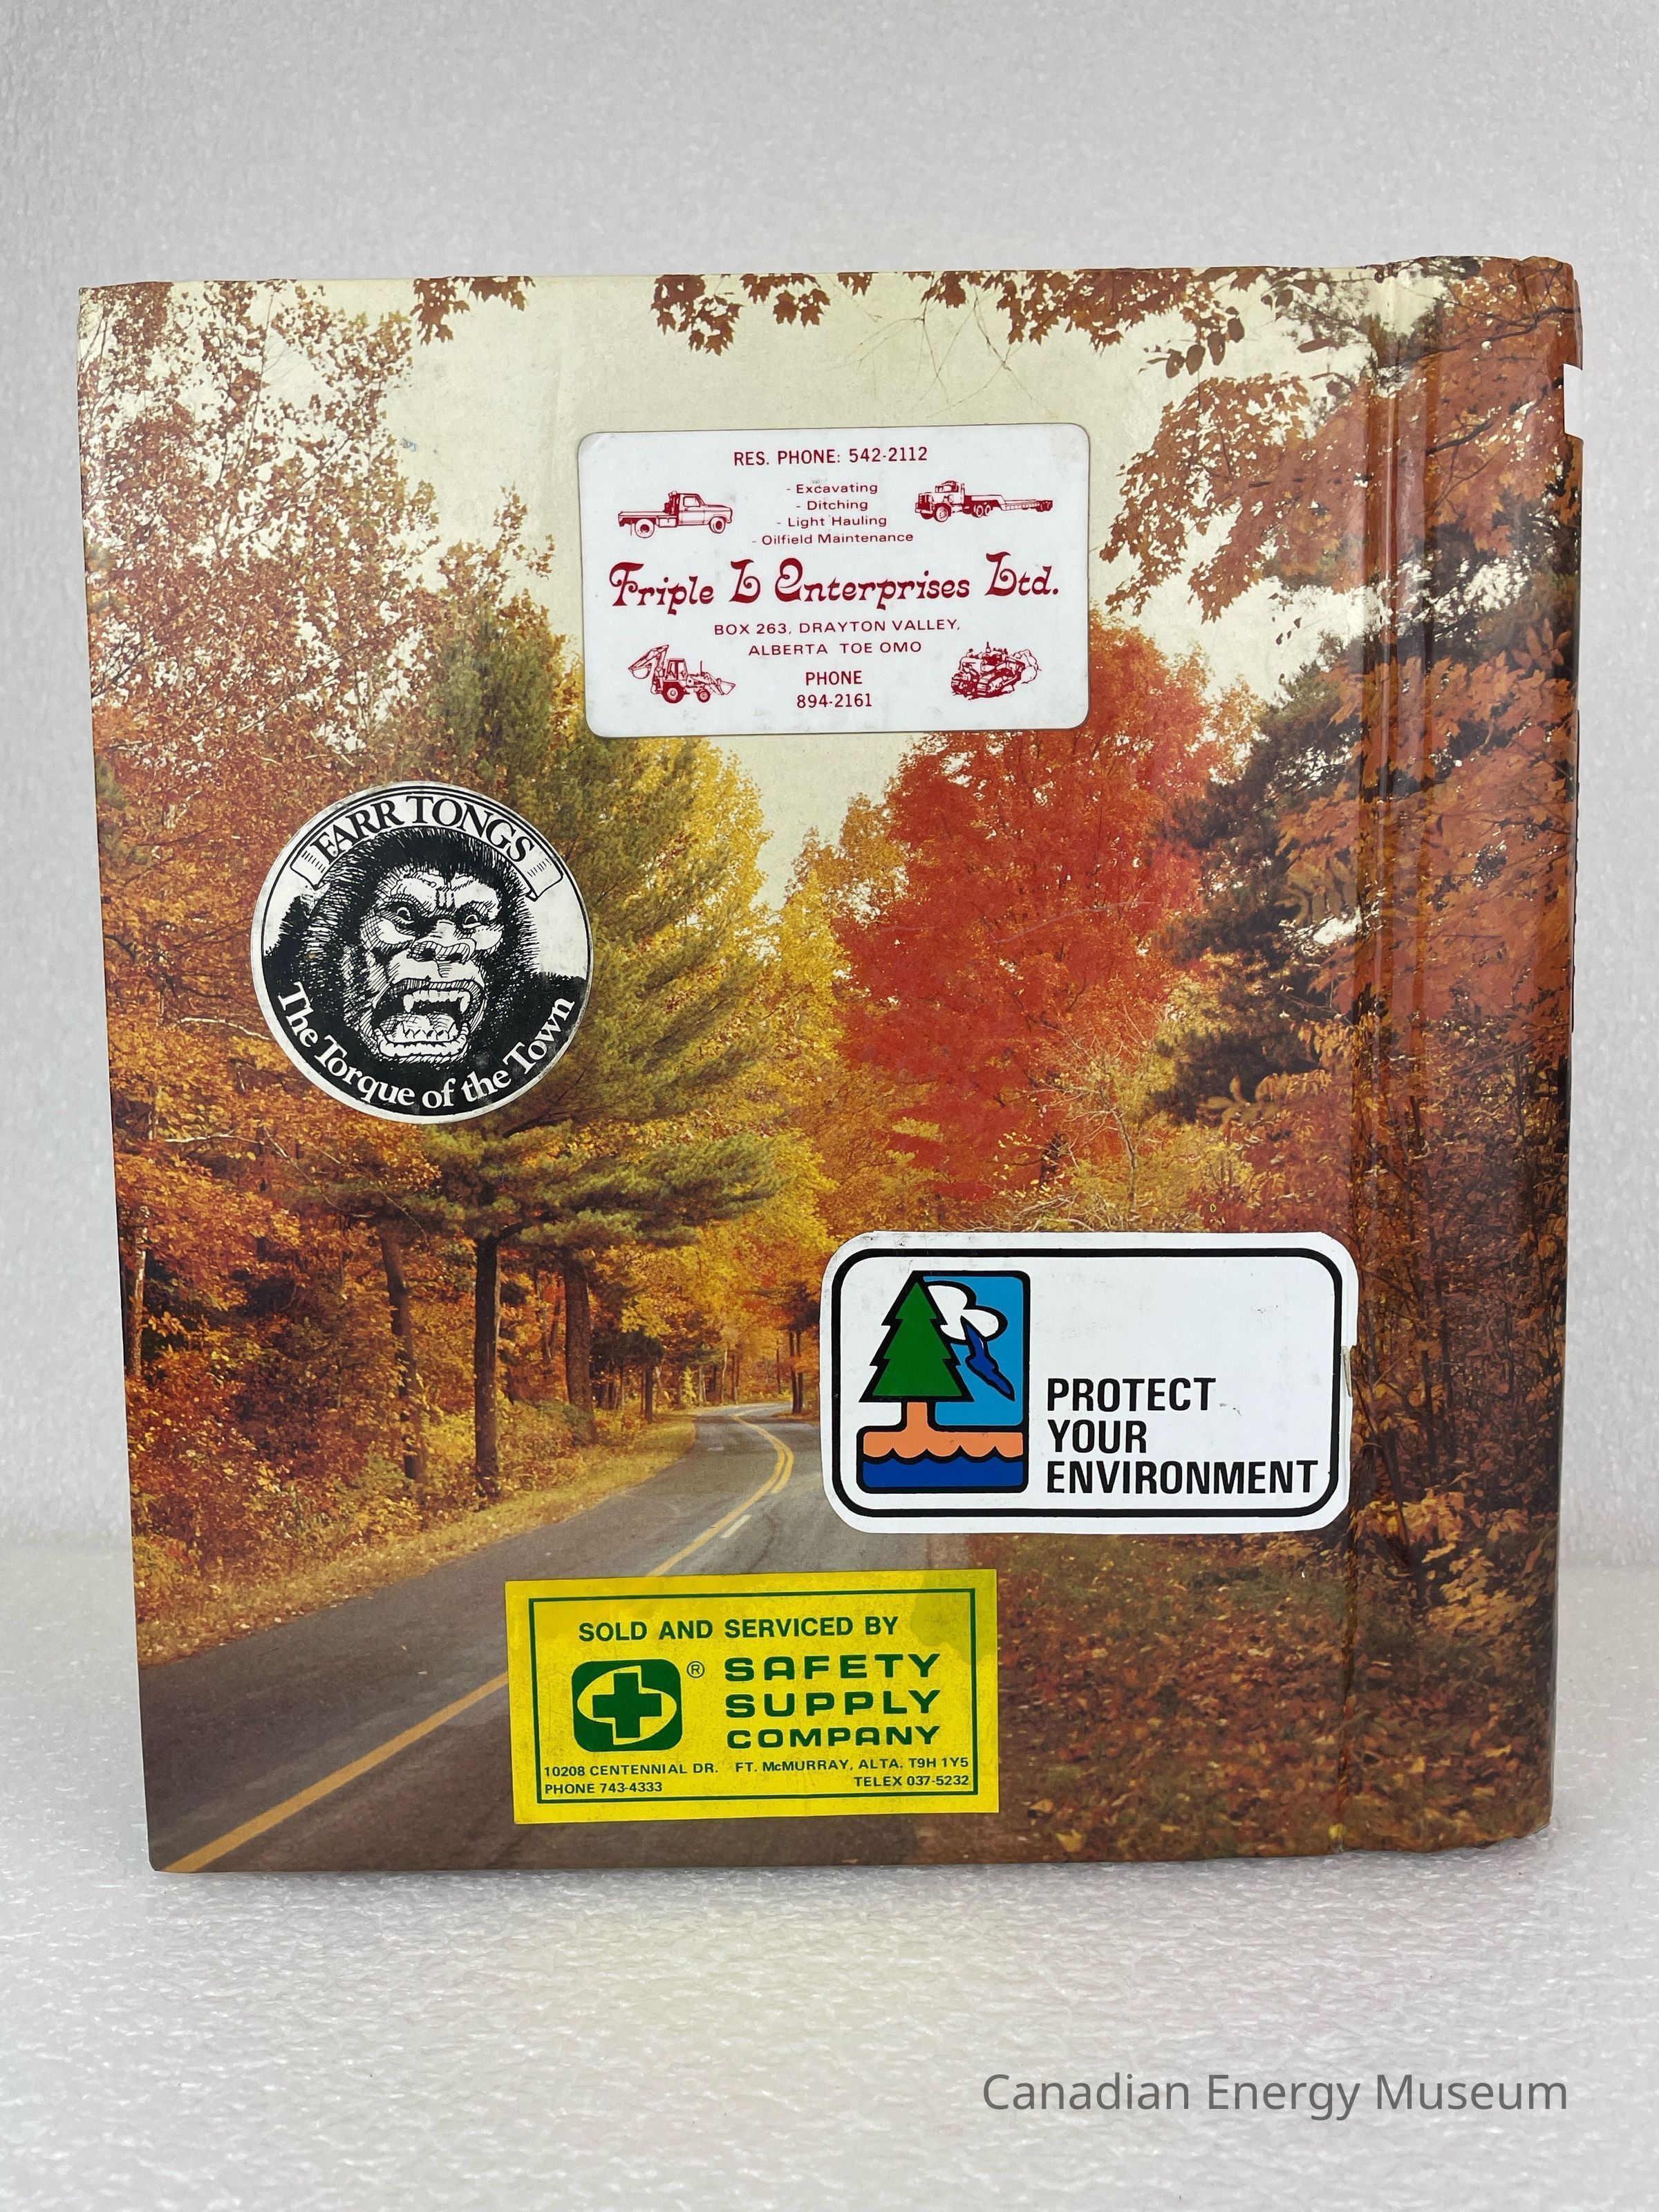 RES. PHONE: 542-2112
- Excavating
- Ditching
- Light Hauling
- Oilfield Maintenance
Triple L Enterprises Ltd.
BOX 263, DRAYTON VALLEY,
ALBERTA TOE OMO
PHONE
894-2161
FARR TONGS
The Torque of the Town
PROTECT
YOUR
ENVIRONMENT
SOLD AND SERVICED BY
® SAFETY
SUPPLY
COMPANY
10208 CENTENNIAL DR. FT. McMURRAY, ALTA. T9H 1Y5
PHONE 743-4333 TELEX 037-5232
Canadian Energy Museum